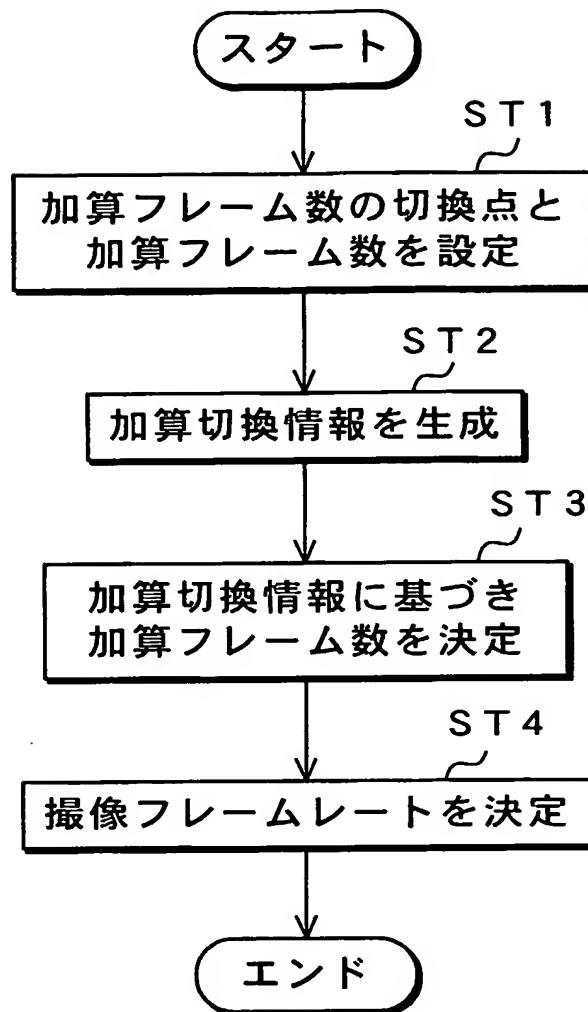 スタート
ST1
加算フレーム数の切換点と
加算フレーム数を設定
ST2
加算切換情報を生成
ST3
加算切換情報に基づき
加算フレーム数を決定
ST4
撮像フレームレートを決定
エンド